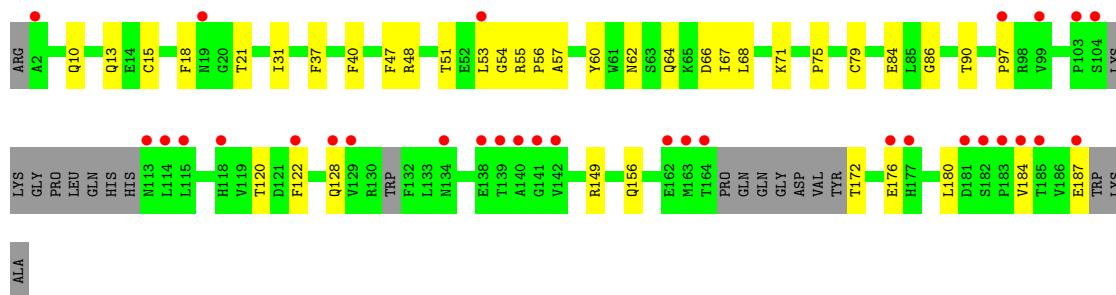 ARG A2 Q10 Q13 E14 C15 F18 N19 G20 T21 I31 F37 F40 F47 R48 T51 E52 L53 G54 R55 P56 A57 Y60 W61 N62 S63 Q64 K65 D66 I67 L68 K71 P75 C79 E84 L85 G86 T90 P97 R98 V99 P103 S104 LYS
LYS GLY PRO LEU GLN HIS HIS N113 L114 L115 H118 V119 T120 D121 F122 Q128 V129 R130 TRP F132 L133 N134 E138 T139 A140 G141 V142 R149 Q156 E162 M163 T164 PRO GLN GLN GLY ASP VAL TYR T172 E176 H177 L180 D181 S182 P183 V184 T185 V186 E187 TRP LYS
ALA